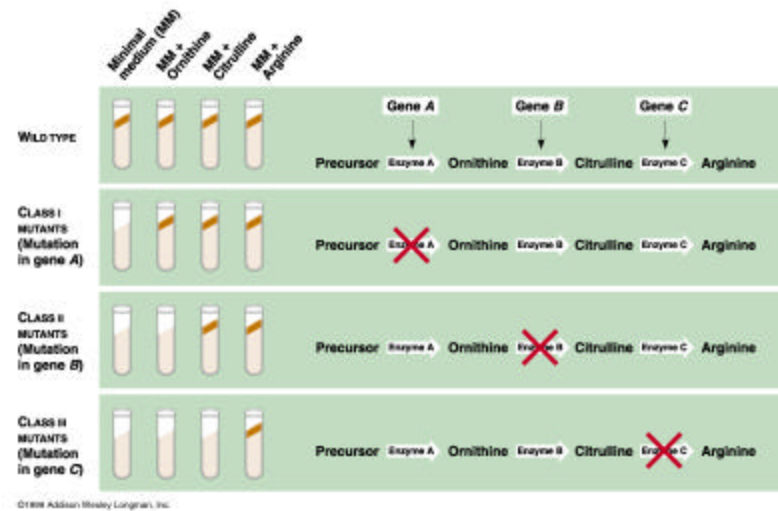 Minimal
medium (MM)
MM +
Ornithine
MM +
Citrulline
MM +
Arginine
WILD TYPE
Gene A
Gene B
Gene C
Precursor Enzyme A Ornithine Enzyme B Citrulline Enzyme C Arginine
CLASS I
MUTANTS
(Mutation
in gene A)
Precursor Enzyme A Ornithine Enzyme B Citrulline Enzyme C Arginine
CLASS II
MUTANTS
(Mutation
in gene B)
Precursor Enzyme A Ornithine Enzyme B Citrulline Enzyme C Arginine
CLASS III
MUTANTS
(Mutation
in gene C)
Precursor Enzyme A Ornithine Enzyme B Citrulline Enzyme C Arginine
Addison Wesley Longman, Inc.